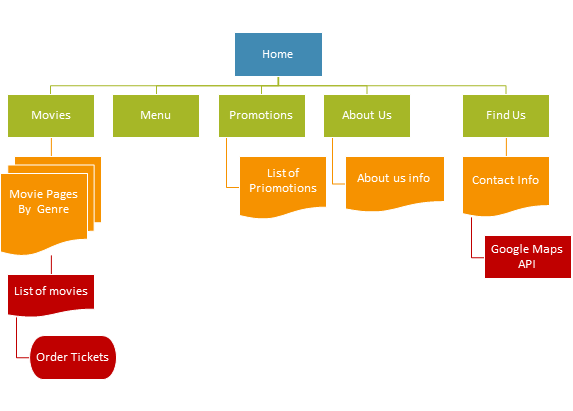 Home
Movies
Menu
Promotions
About Us
Find Us
Movie Pages
By Genre
List of
Priomotions
About us info
Contact Info
Google Maps
API
List of movies
Order Tickets